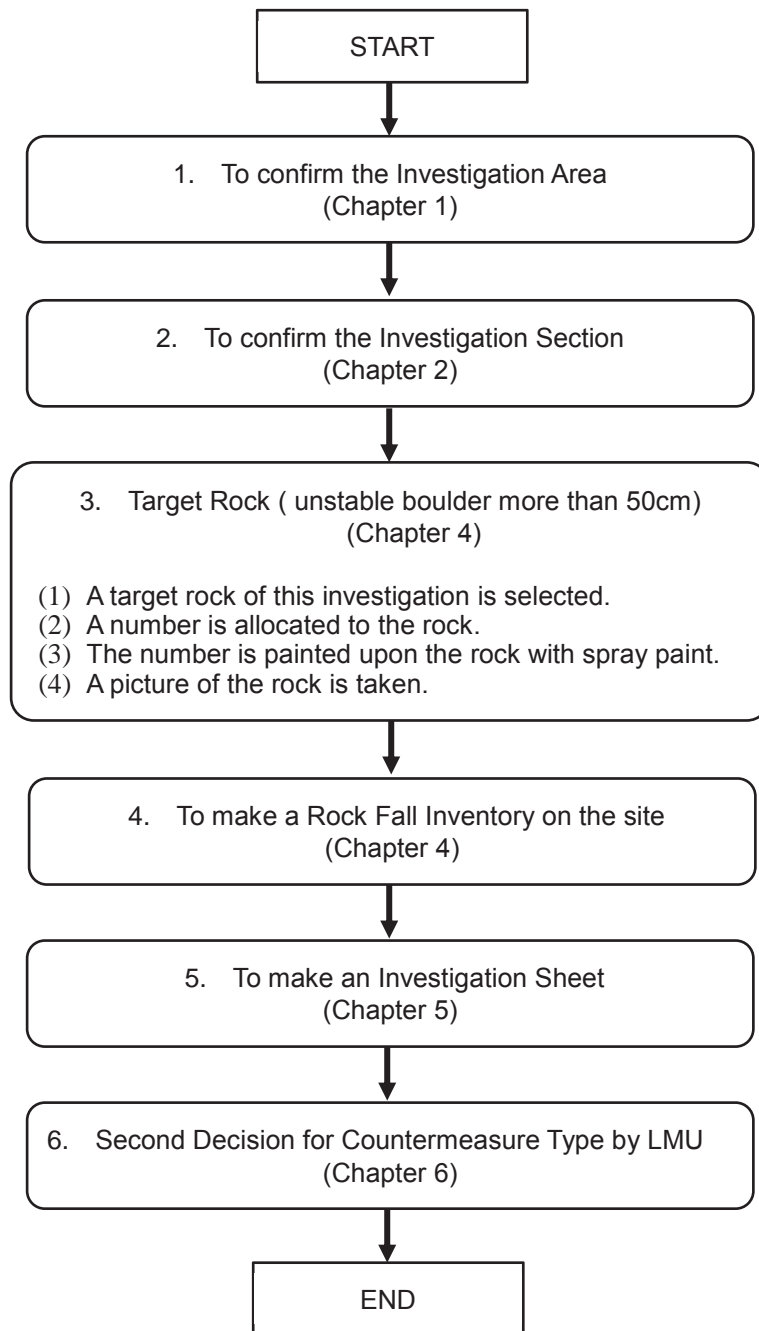 START
1. To confirm the Investigation Area
(Chapter 1)
2. To confirm the Investigation Section
(Chapter 2)
3. Target Rock ( unstable boulder more than 50cm)
(Chapter 4)
(1) A target rock of this investigation is selected.
(2) A number is allocated to the rock.
(3) The number is painted upon the rock with spray paint.
(4) A picture of the rock is taken.
4. To make a Rock Fall Inventory on the site
(Chapter 4)
5. To make an Investigation Sheet
(Chapter 5)
6. Second Decision for Countermeasure Type by LMU
(Chapter 6)
END